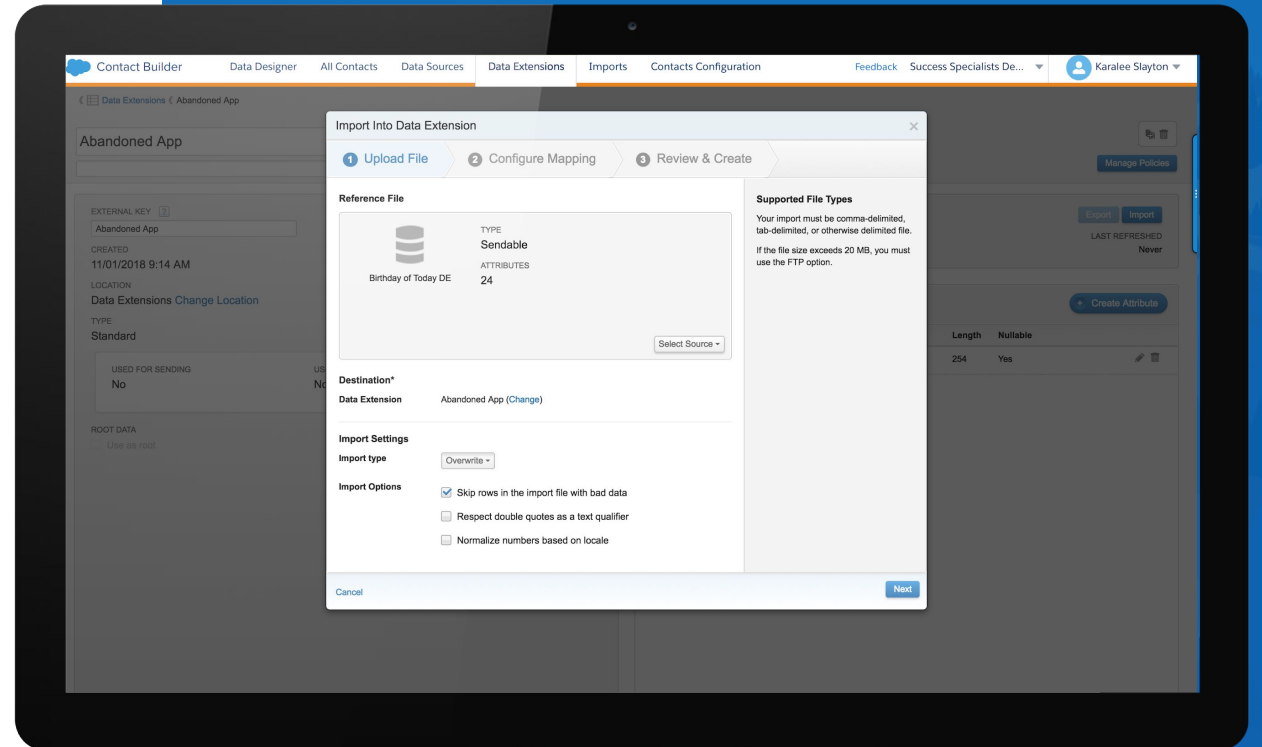 Contact Builder Data Designer All Contacts Data Sources Data Extensions Imports Contacts Configuration Feedback Success Specialists De... Karalee Slayton
Data Extensions Abandoned App
Abandoned App
Manage Policies
EXTERNAL KEY ?
Abandoned App
CREATED
11/01/2018 9:14 AM
LOCATION
Data Extensions Change Location
TYPE
Standard
USED FOR SENDING
No
US
No
ROOT DATA
Use as root
Import Into Data Extension
1 Upload File 2 Configure Mapping 3 Review & Create
Reference File
Birthday of Today DE
TYPE
Sendable
ATTRIBUTES
24
Select Source
Destination*
Data Extension Abandoned App (Change)
Import Settings
Import type Overwrite
Import Options Skip rows in the import file with bad data
Respect double quotes as a text qualifier
Normalize numbers based on locale
Cancel Next
Supported File Types
Your import must be comma-delimited,
tab-delimited, or otherwise delimited file.
If the file size exceeds 20 MB, you must
use the FTP option.
Export Import
LAST REFRESHED
Never
Create Attribute
Length Nullable
254 Yes